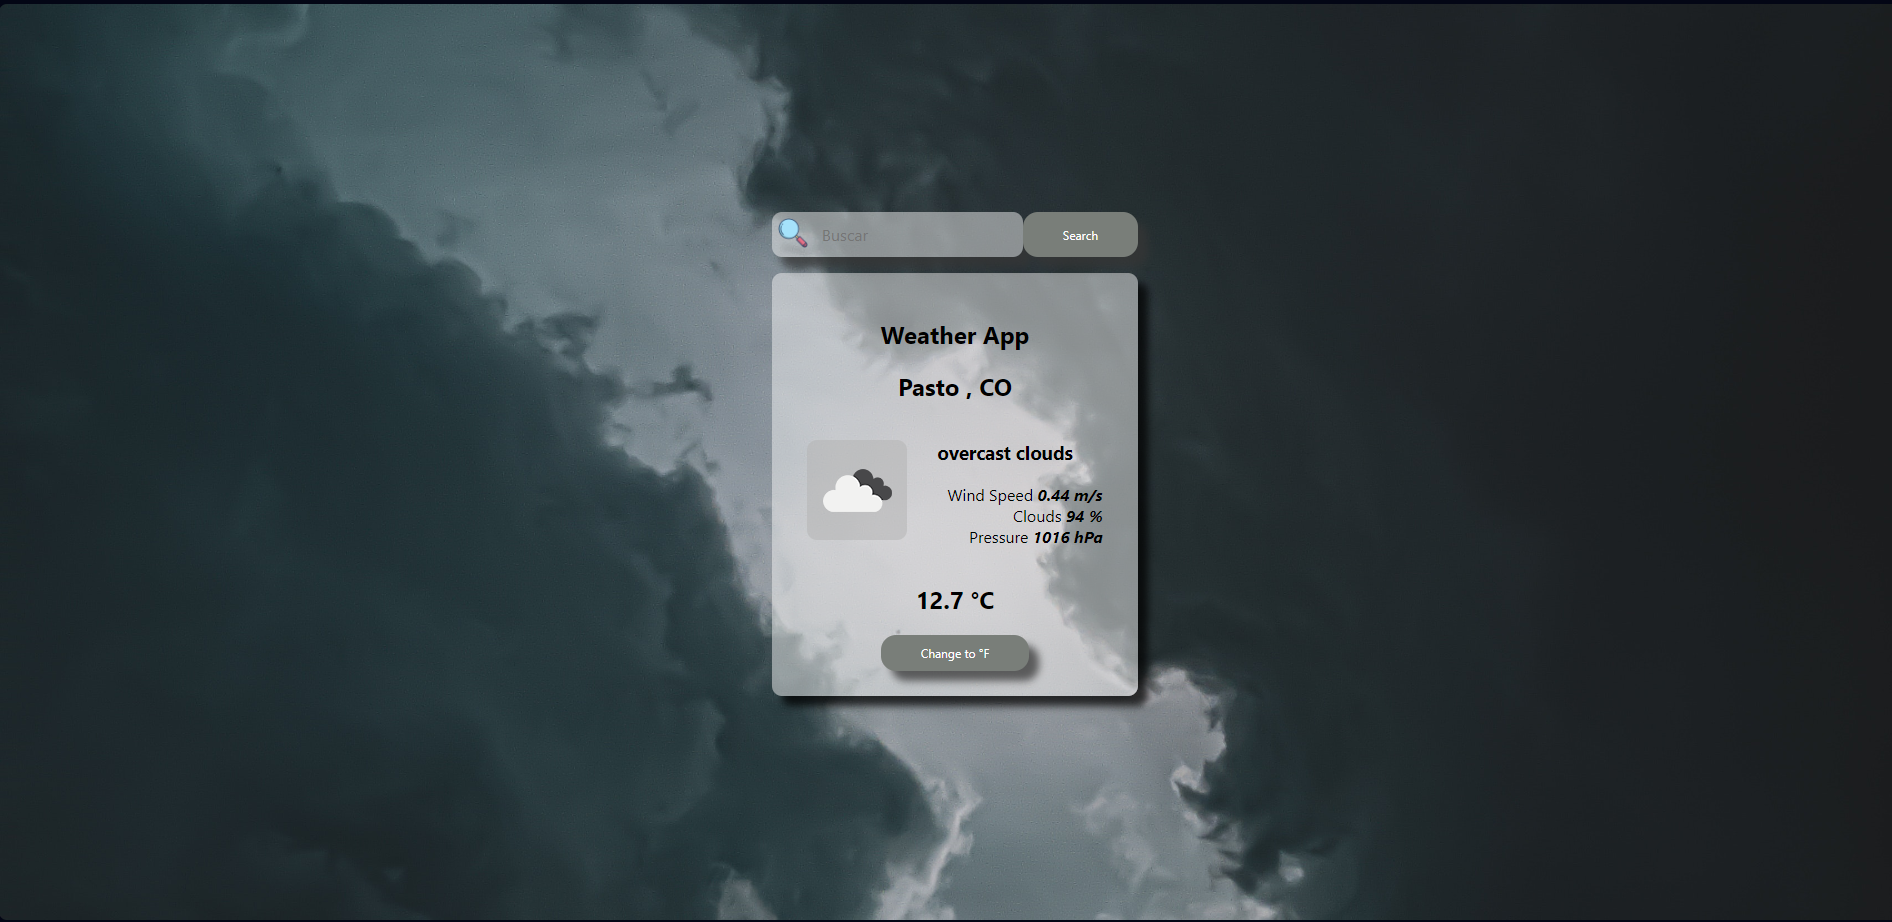 Buscar
Search
Weather App
Pasto , CO
overcast clouds
Wind Speed 0.44 m/s
Clouds 94 %
Pressure 1016 hPa
12.7 °C
Change to °F